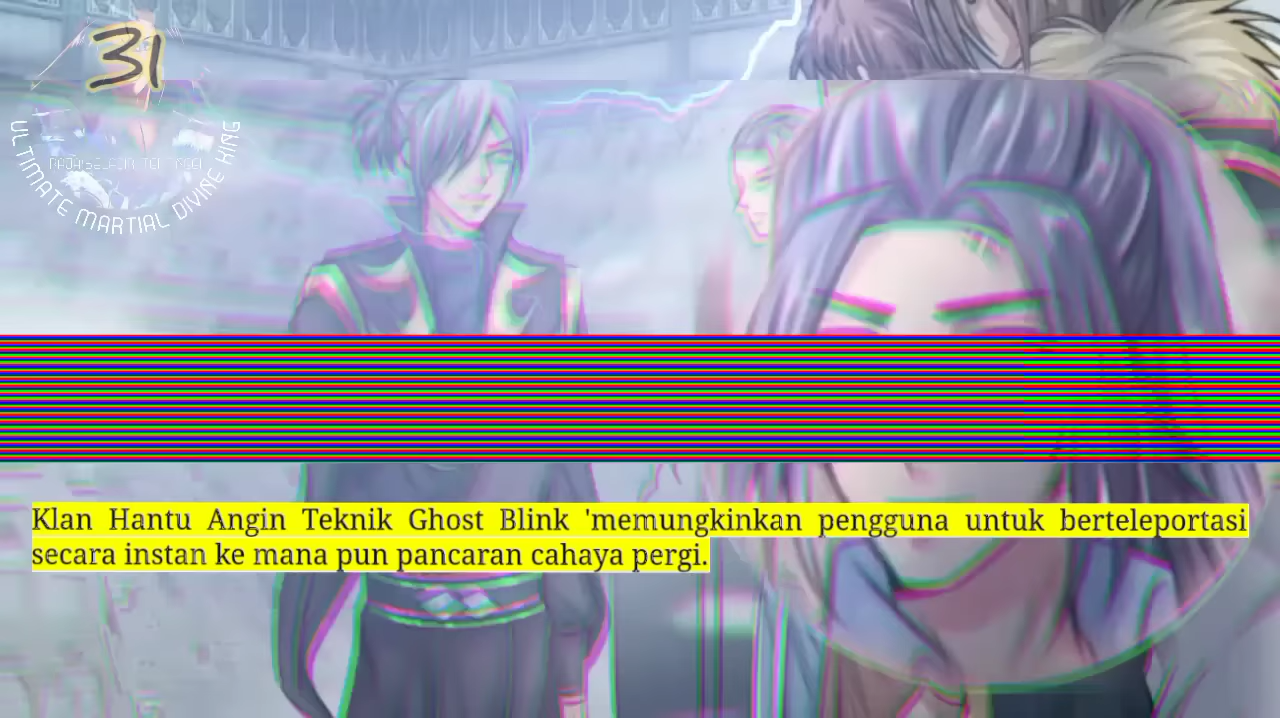 31
ULTIMATE MARTIAL DIVINE KING
Klan Hantu Angin Teknik Ghost Blink 'memungkinkan pengguna untuk berteleportasi
secara instan ke mana pun pancaran cahaya pergi.